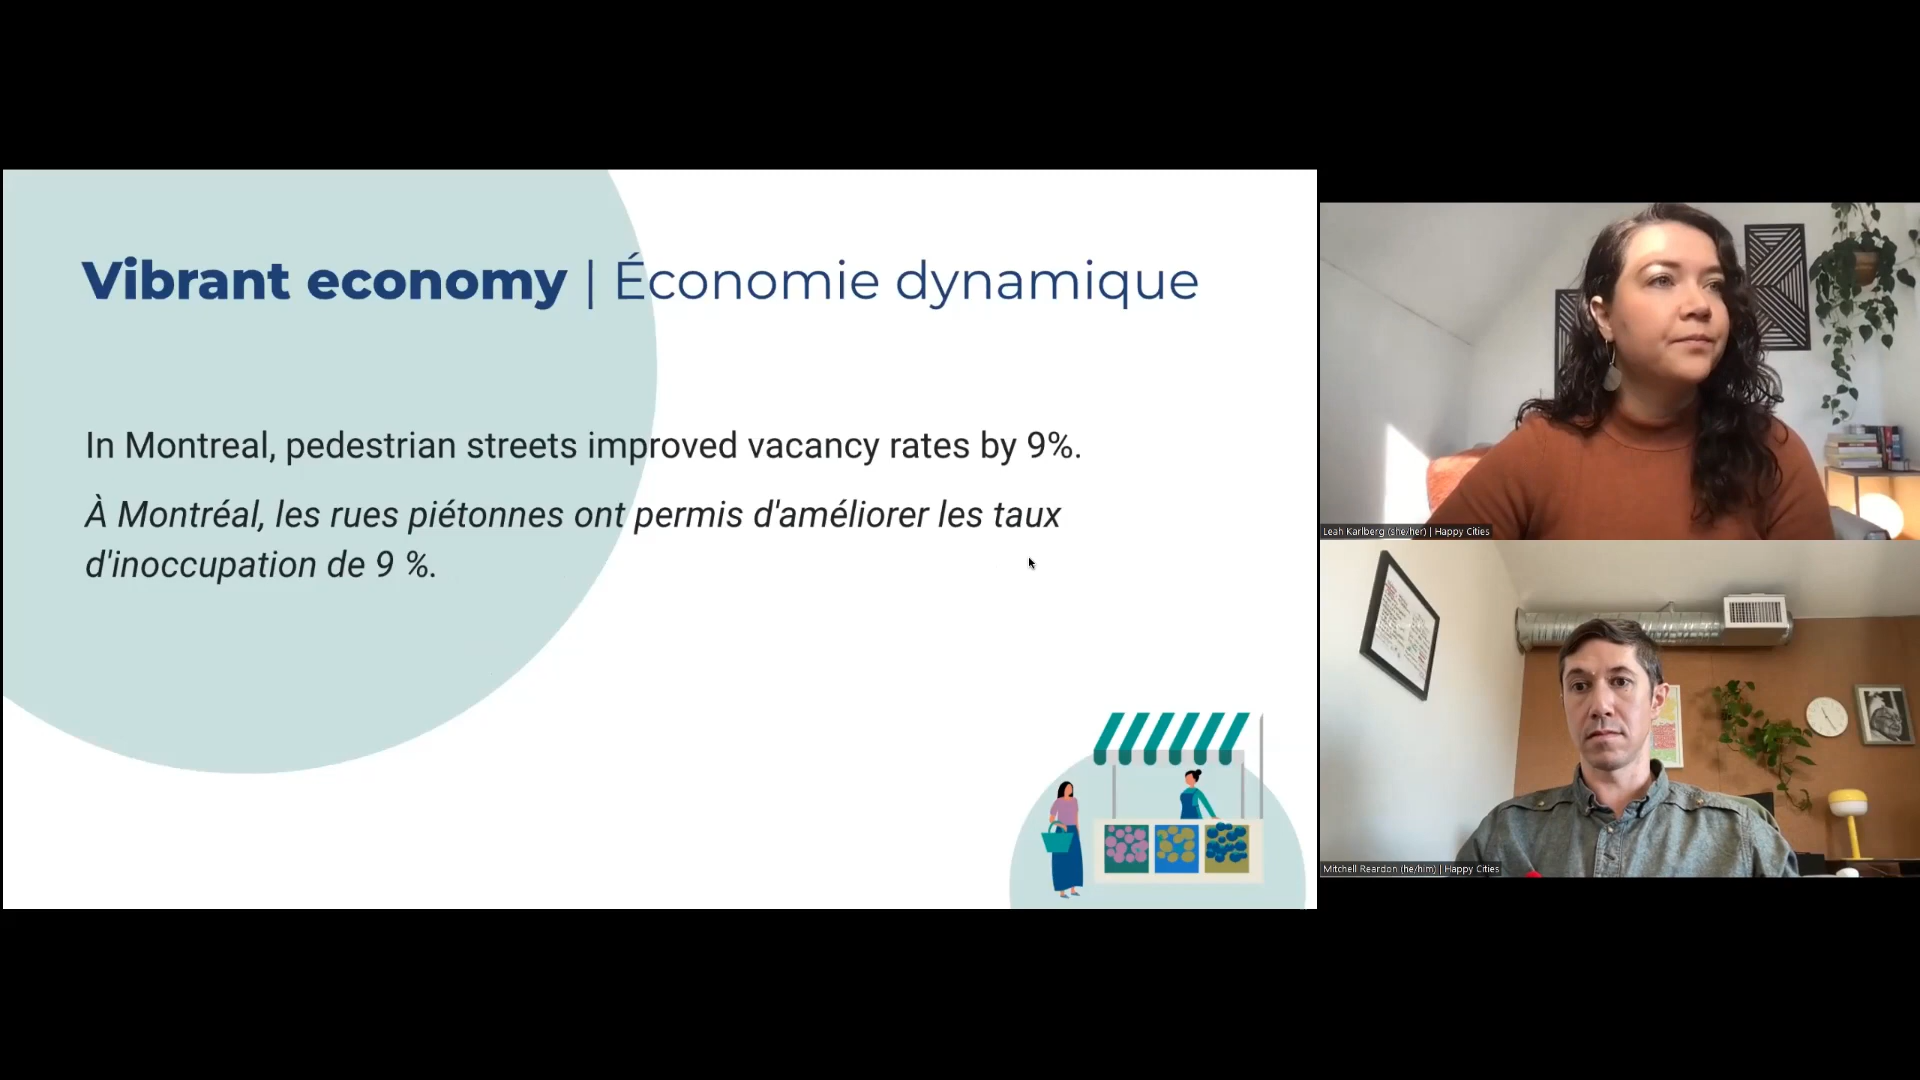 Vibrant economy | Économie dynamique
In Montreal, pedestrian streets improved vacancy rates by 9%.
À Montréal, les rues piétonnes ont permis d'améliorer les taux
d'inoccupation de 9 %.
Leah Karlberg (she/her) | Happy Cities
Mitchell Reardon (he/him) | Happy Cities